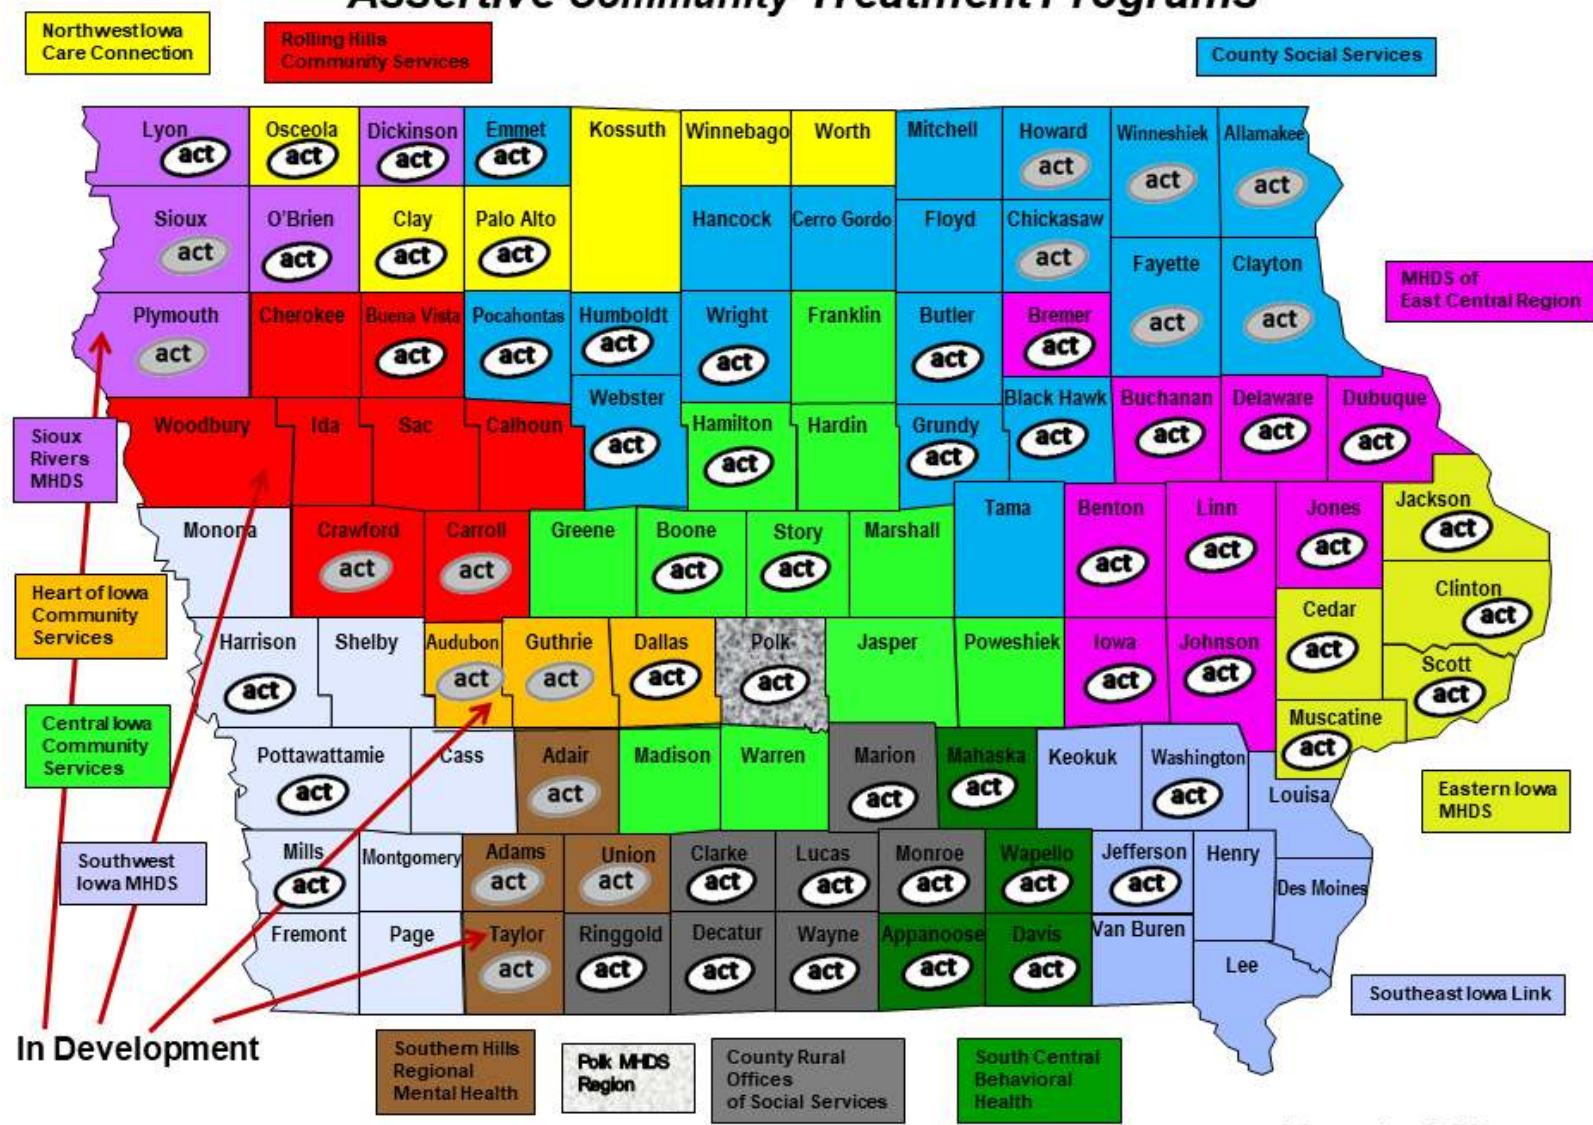 Assertive Community Treatment Programs
Northwest Iowa
Care Connection
Rolling Hills
Community Services
County Social Services
Lyon
act
Osceola
act
Dickinson
act
Emmet
act
Kossuth
Winnebago
Worth
Mitchell
Howard
act
Winneshiek
act
Allamakee
act
Sioux
act
O'Brien
act
Clay
act
Palo Alto
act
Hancock
Cerro Gordo
Floyd
Chickasaw
act
Fayette
act
Clayton
act
MHDS of
East Central Region
Plymouth
act
Cherokee
Buena Vista
act
Pocahontas
act
Humboldt
act
Wright
act
Franklin
Butler
act
Bremer
act
Webster
act
Black Hawk
act
Buchanan
act
Delaware
act
Dubuque
act
Sioux
Rivers
MHDS
Woodbury
Ida
Sac
Calhoun
Hamilton
act
Hardin
Grundy
act
Jackson
act
Monona
Crawford
act
Carroll
act
Greene
Boone
act
Story
act
Marshall
Tama
Benton
act
Linn
act
Jones
act
Clinton
act
Heart of Iowa
Community
Services
Cedar
act
Harrison
act
Shelby
Audubon
act
Guthrie
act
Dallas
act
Polk
act
Jasper
Poweshiek
Iowa
act
Johnson
act
Scott
act
Central Iowa
Community
Services
Muscatine
act
Pottawattamie
act
Cass
Adair
act
Madison
Warren
Marion
act
Mahaska
act
Keokuk
Washington
act
Louisa
Eastern Iowa
MHDS
Southwest
Iowa MHDS
Mills
act
Montgomery
Adams
act
Union
act
Clarke
act
Lucas
act
Monroe
act
Wapello
act
Jefferson
act
Henry
Des Moines
Fremont
Page
Taylor
act
Ringgold
act
Decatur
act
Wayne
act
Appanoose
act
Davis
act
Van Buren
Lee
Southeast Iowa Link
In Development
Southern Hills
Regional
Mental Health
Polk MHDS
Region
County Rural
Offices
of Social Services
South Central
Behavioral
Health